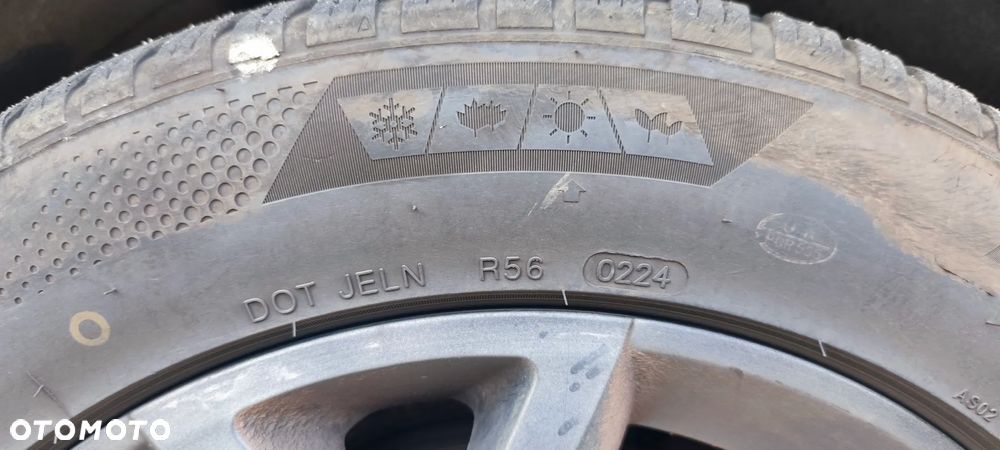 DOT JELN R56 0224
AS02
OTOMOTO